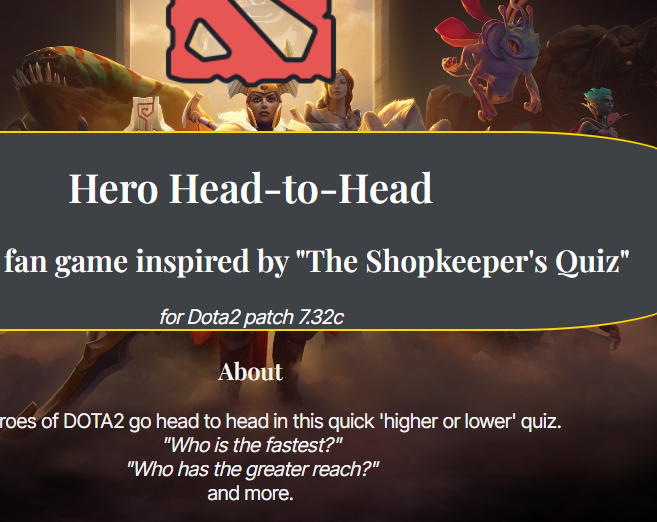 Hero Head-to-Head
fan game inspired by "The Shopkeeper's Quiz"
for Dota2 patch 7.32c
About
roes of DOTA2 go head to head in this quick 'higher or lower' quiz.
"Who is the fastest?"
"Who has the greater reach?"
and more.